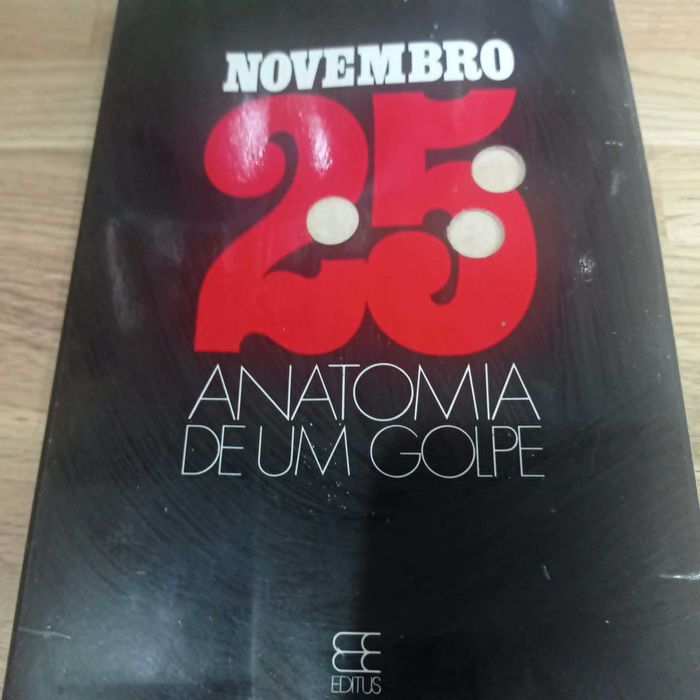 NOVEMBRO
25
ANATOMIA
DE UM GOLPE
EDITUS